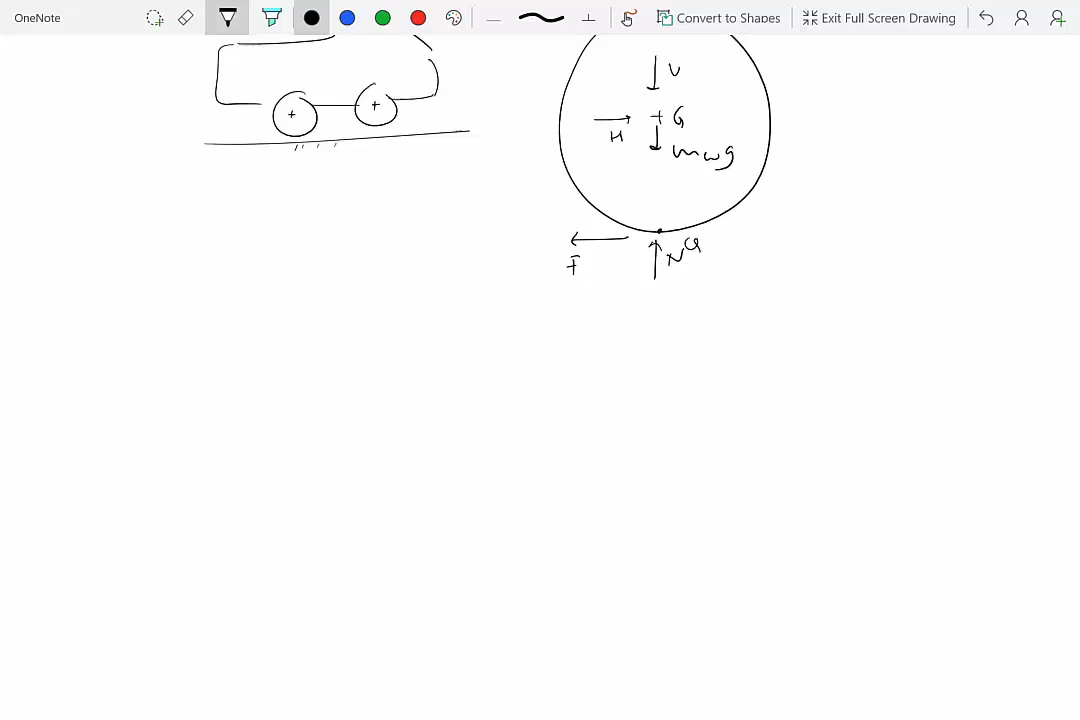 OneNote
Convert to Shapes
Exit Full Screen Drawing
V
+ G
H
mwg
F